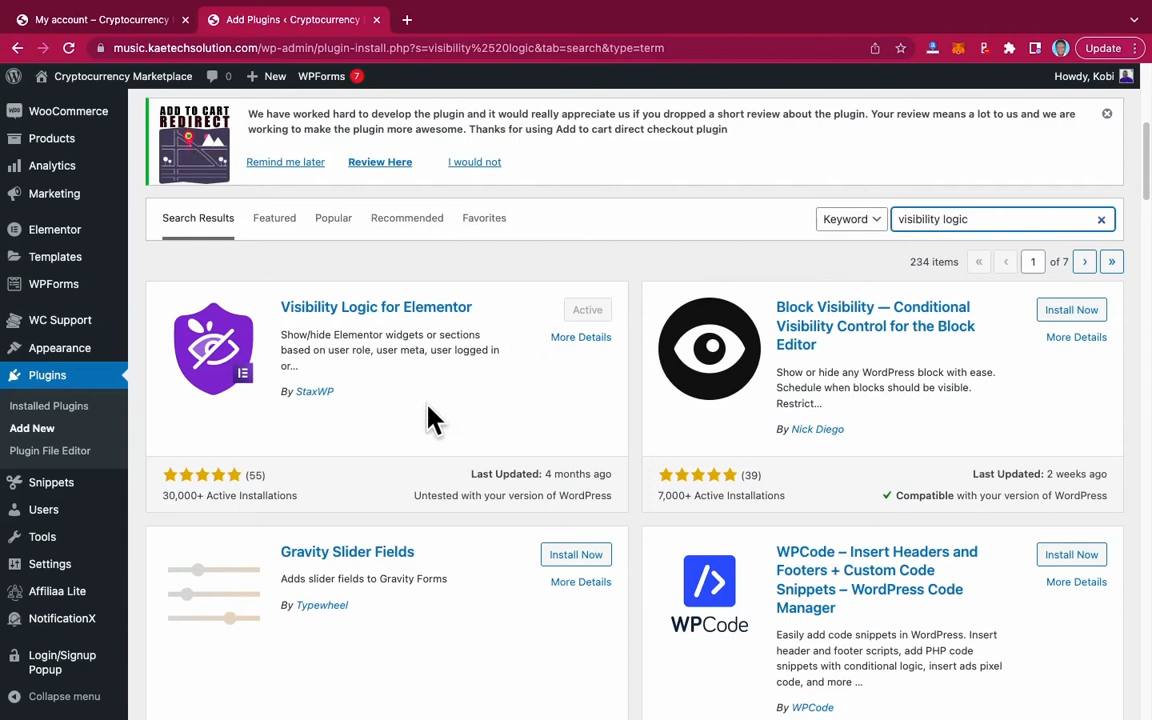 My account – Cryptocurrency
Add Plugins ‹ Cryptocurrency
music.kaetechsolution.com/wp-admin/plugin-install.php?s=visibility%2520logic&tab=search&type=term
Update
Cryptocurrency Marketplace
0
New
WPForms 7
Howdy, Kobi
WooCommerce
Products
Analytics
Marketing
Elementor
Templates
WPForms
WC Support
Appearance
Plugins
Installed Plugins
Add New
Plugin File Editor
Snippets
Users
Tools
Settings
Affiliaa Lite
NotificationX
Login/Signup
Popup
Collapse menu
ADD TO CART
REDIRECT
We have worked hard to develop the plugin and it would really appreciate us if you dropped a short review about the plugin. Your review means a lot to us and we are
working to make the plugin more awesome. Thanks for using Add to cart direct checkout plugin
Remind me later
Review Here
I would not
Search Results
Featured
Popular
Recommended
Favorites
Keyword
visibility logic
234 items
«
‹
1
of 7
›
»
Visibility Logic for Elementor
Active
More Details
Show/hide Elementor widgets or sections
based on user role, user meta, user logged in
or...
By StaxWP
(55)
30,000+ Active Installations
Last Updated: 4 months ago
Untested with your version of WordPress
Block Visibility — Conditional
Visibility Control for the Block
Editor
Install Now
More Details
Show or hide any WordPress block with ease.
Schedule when blocks should be visible.
Restrict...
By Nick Diego
(39)
7,000+ Active Installations
Last Updated: 2 weeks ago
Compatible with your version of WordPress
Gravity Slider Fields
Install Now
More Details
Adds slider fields to Gravity Forms
By Typewheel
WPCode
WPCode – Insert Headers and
Footers + Custom Code
Snippets – WordPress Code
Manager
Install Now
More Details
Easily add code snippets in WordPress. Insert
header and footer scripts, add PHP code
snippets with conditional logic, insert ads pixel
code, and more ...
By WPCode